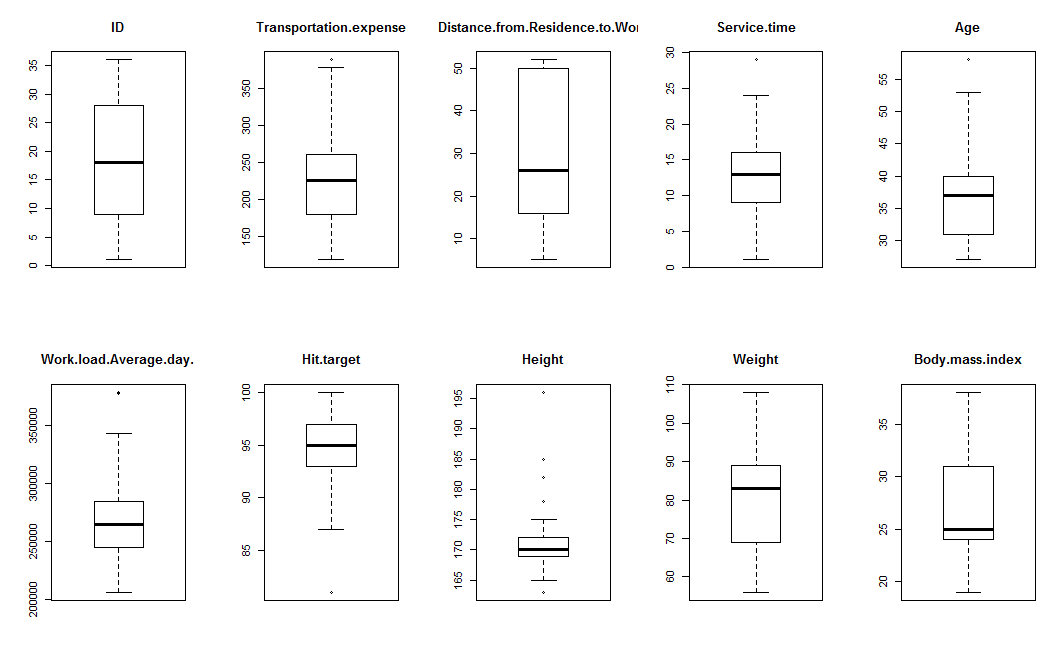 ID Transportation.expense Distance.from.Residence.to.Wor Service.time Age
35 30 25 20 15 10 5 0
350 300 250 200 150
50 40 30 20 10
30 25 20 15 10 5 0
55 50 45 40 35 30
Work.load.Average.day. Hit.target Height Weight Body.mass.index
350000 300000 250000 200000
100 95 90 85
195 190 185 180 175 170 165
110 100 90 80 70 60
35 30 25 20